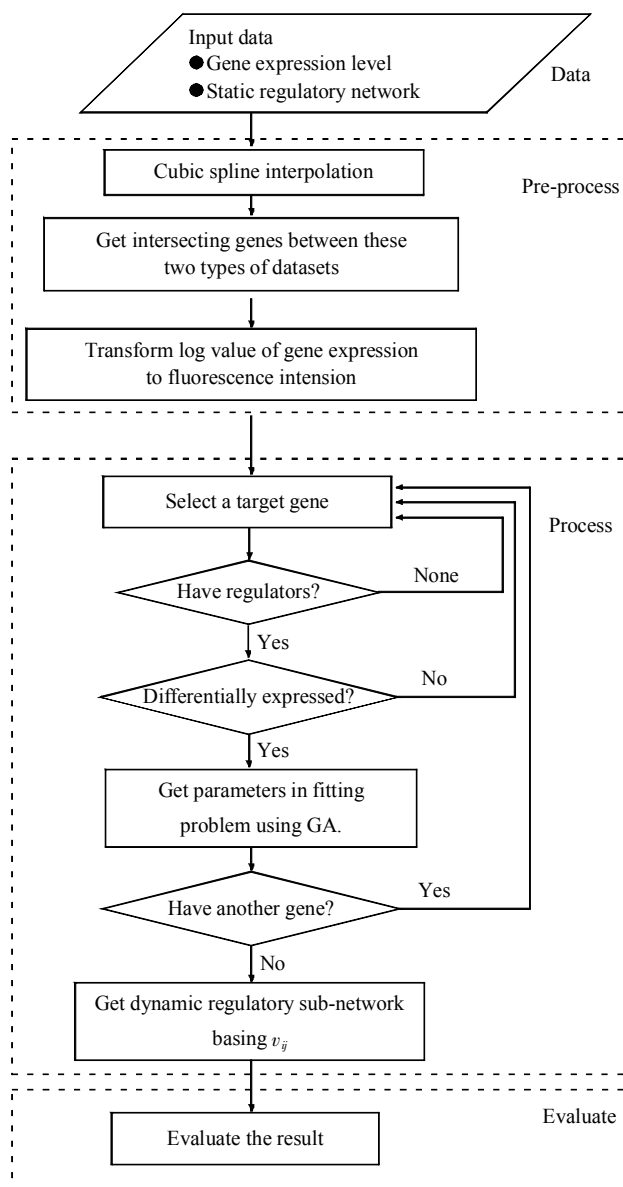 Input data
●Gene expression level
●Static regulatory network
Data
Cubic spline interpolation
Pre-process
Get intersecting genes between these
two types of datasets
Transform log value of gene expression
to fluorescence intension
Select a target gene
Process
Have regulators?
None
Yes
Differentially expressed?
No
Yes
Get parameters in fitting
problem using GA.
Have another gene?
Yes
No
Get dynamic regulatory sub-network
basing v_ij
Evaluate
Evaluate the result